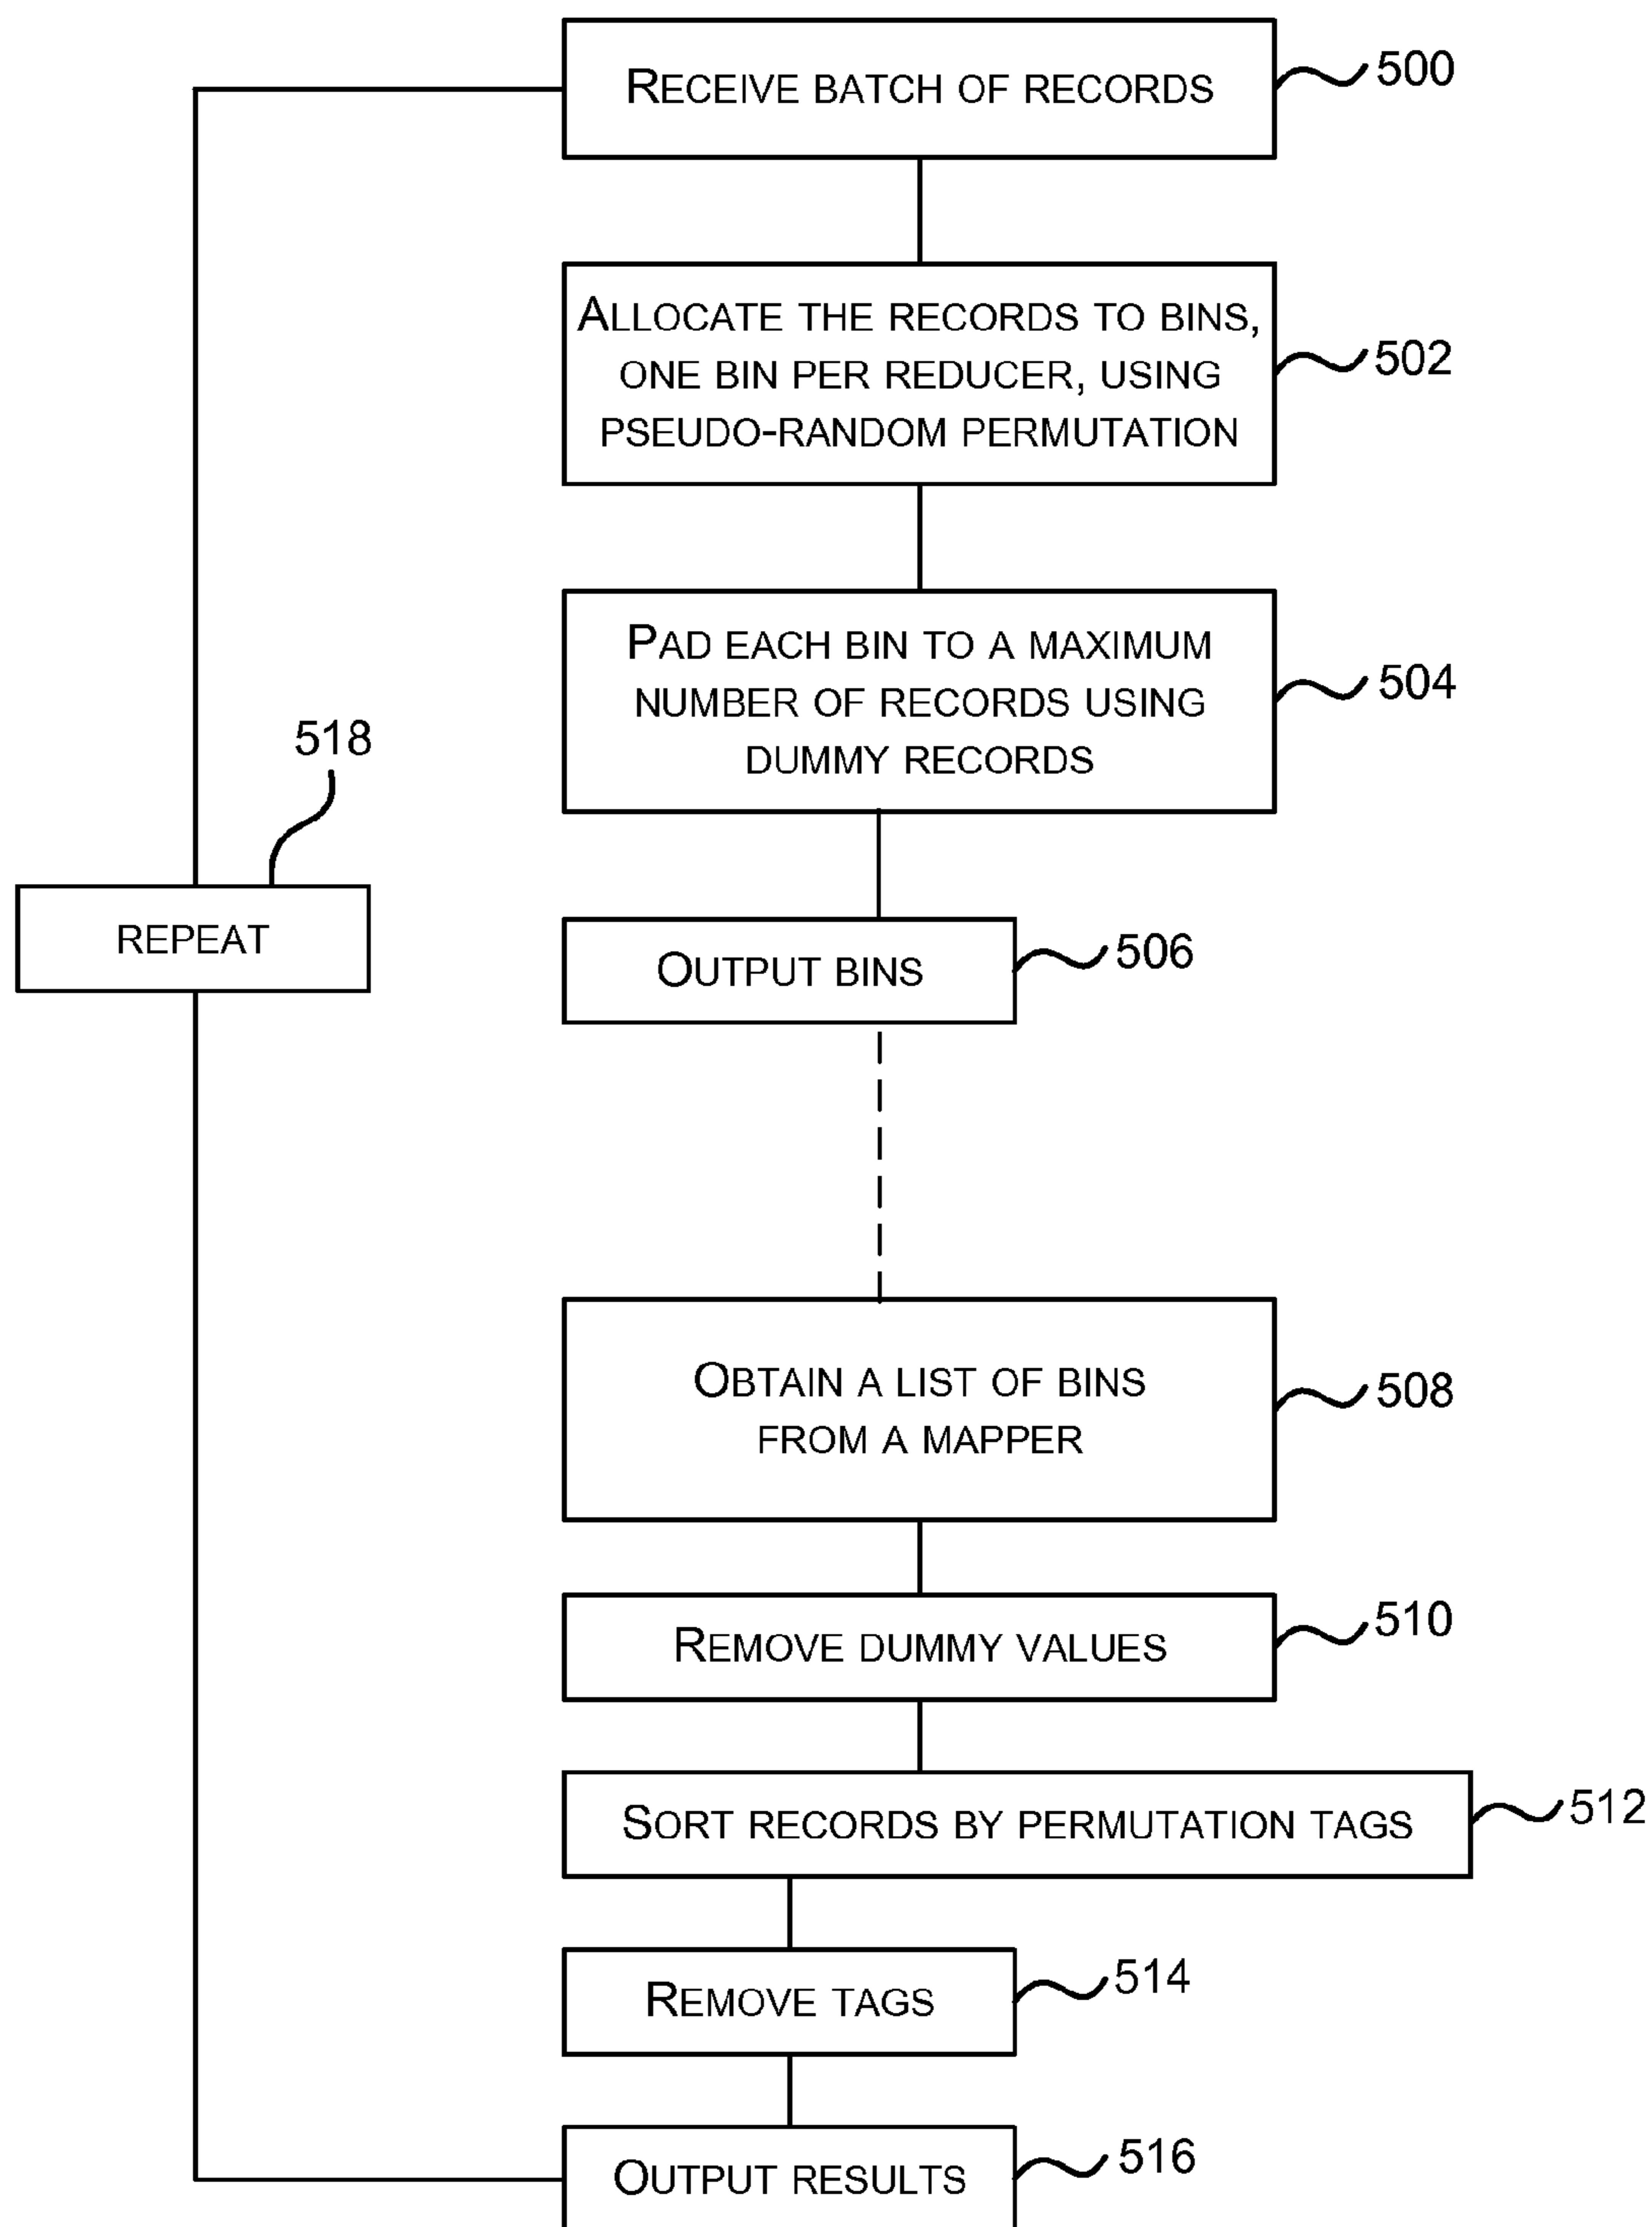 RECEIVE BATCH OF RECORDS
500
ALLOCATE THE RECORDS TO BINS,
ONE BIN PER REDUCER, USING
PSEUDO-RANDOM PERMUTATION
502
PAD EACH BIN TO A MAXIMUM
NUMBER OF RECORDS USING
DUMMY RECORDS
504
518
REPEAT
OUTPUT BINS
506
OBTAIN A LIST OF BINS
FROM A MAPPER
508
REMOVE DUMMY VALUES
510
SORT RECORDS BY PERMUTATION TAGS
512
REMOVE TAGS
514
OUTPUT RESULTS
516